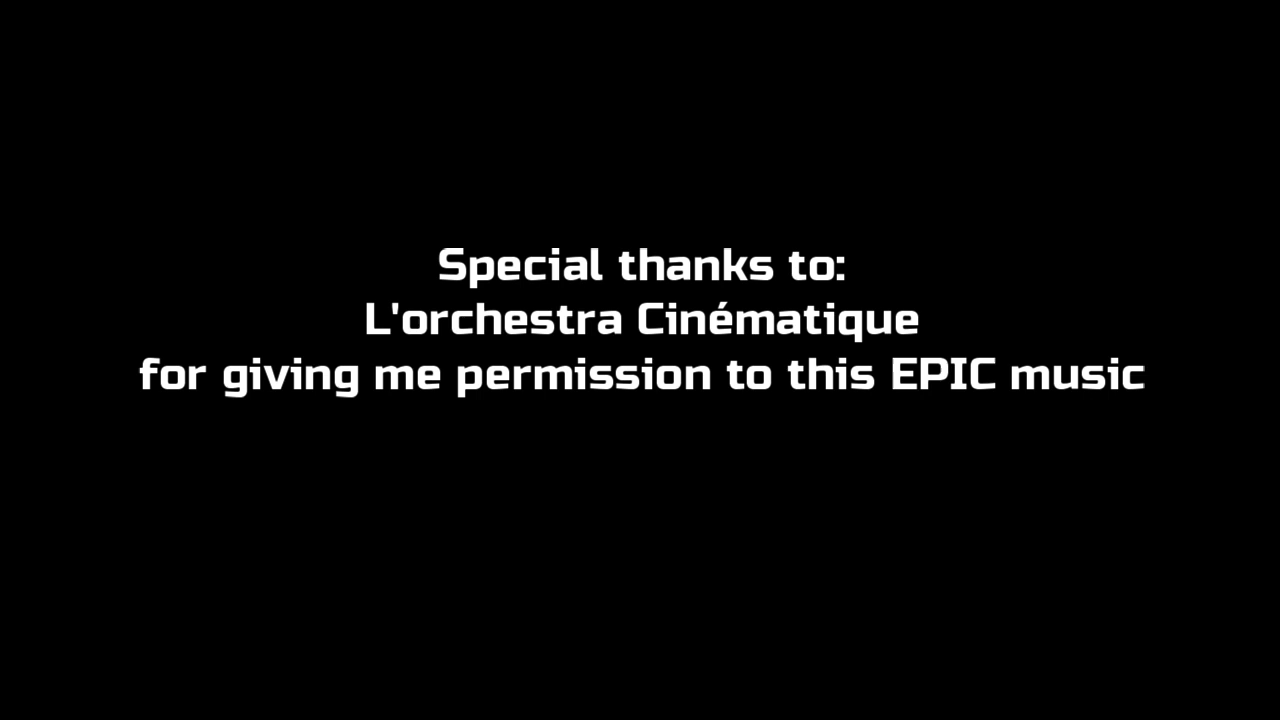 Special thanks to:
L'orchestra Cinématique
for giving me permission to this EPIC music